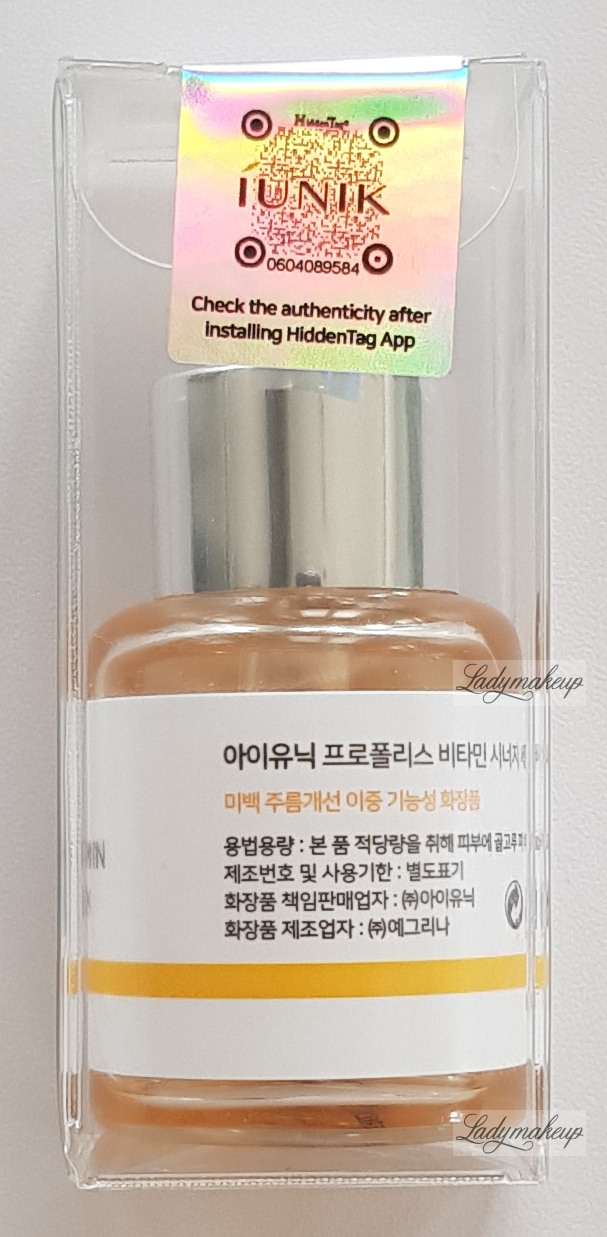 HiddenTag®
IUNIK
0604089584
Check the authenticity after
installing HiddenTag App
Ladymakeup
아이유닉 프로폴리스 비타민 시너지
미백 주름개선 이중 기능성 화장품
용법용량 : 본 품 적당량을 취해 피부에 골고루
제조번호 및 사용기한 : 별도표기
화장품 책임판매업자 : ㈜아이유닉
화장품 제조업자 : ㈜예그리나
MIN
Ladymakeup